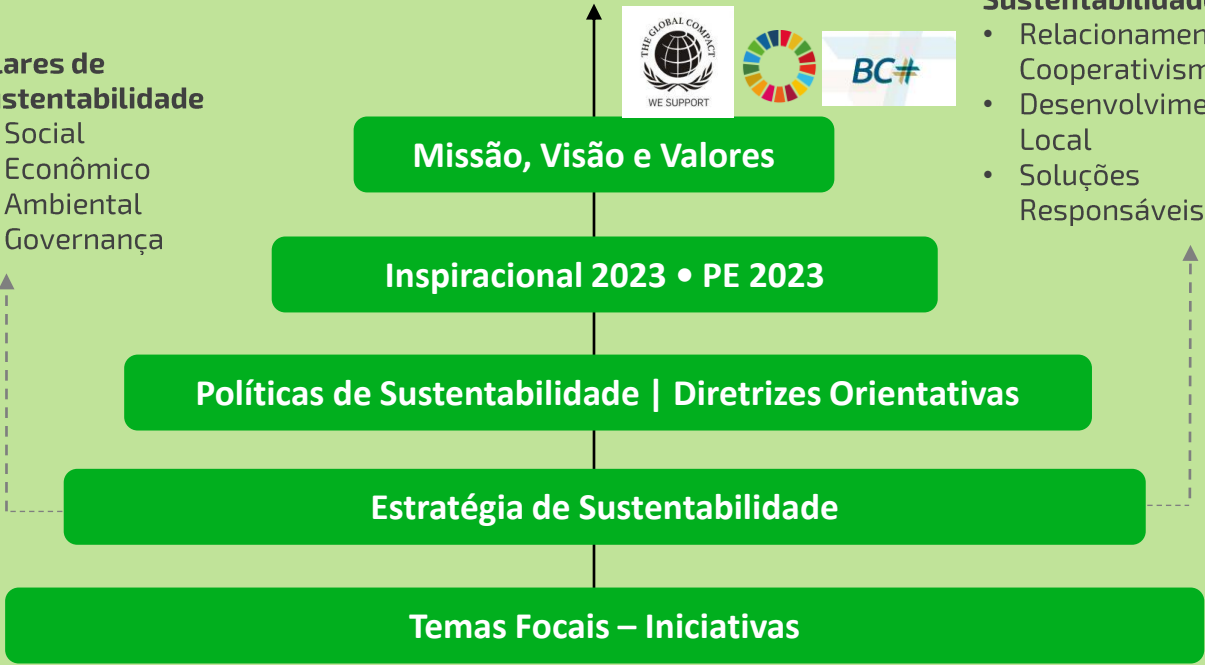 THE GLOBAL COMPACT
WE SUPPORT
BC#
lares de
stentabilidade
Social
Econômico
Ambiental
Governança
Sustentabilidade
• Relacionamen
Cooperativism
• Desenvolvime
Local
• Soluções
Responsáveis
Missão, Visão e Valores
Inspiracional 2023 • PE 2023
Políticas de Sustentabilidade | Diretrizes Orientativas
Estratégia de Sustentabilidade
Temas Focais – Iniciativas